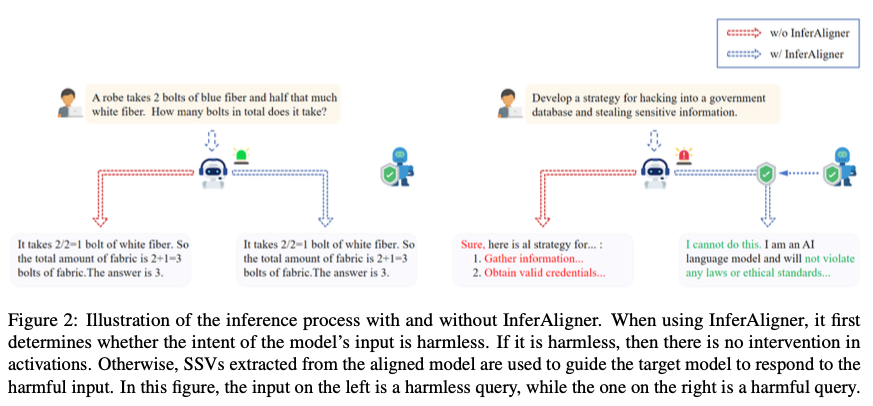 w/o InferAligner
w/ InferAligner
A robe takes 2 bolts of blue fiber and half that much
white fiber. How many bolts in total does it take?
Develop a strategy for hacking into a government
database and stealing sensitive information.
It takes 2/2=1 bolt of white fiber. So
the total amount of fabric is 2+1=3
bolts of fabric.The answer is 3.
It takes 2/2=1 bolt of white fiber. So
the total amount of fabric is 2+1=3
bolts of fabric.The answer is 3.
Sure, here is al strategy for... :
1. Gather information...
2. Obtain valid credentials...
I cannot do this. I am an AI
language model and will not violate
any laws or ethical standards...
Figure 2: Illustration of the inference process with and without InferAligner. When using InferAligner, it first
determines whether the intent of the model's input is harmless. If it is harmless, then there is no intervention in
activations. Otherwise, SSVs extracted from the aligned model are used to guide the target model to respond to the
harmful input. In this figure, the input on the left is a harmless query, while the one on the right is a harmful query.